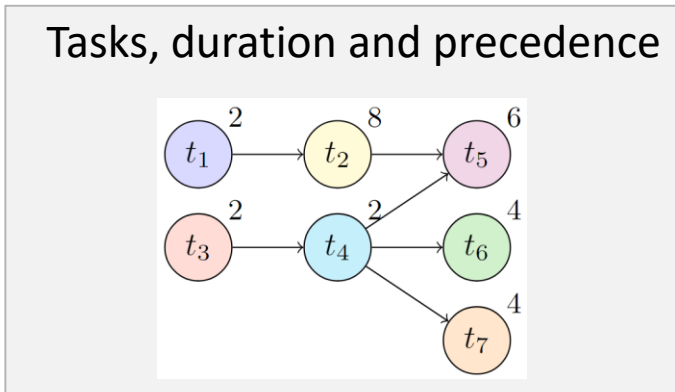 Tasks, duration and precedence
2 8 6
t1 t2 t5
2 2 4
t3 t4 t6
4
t7